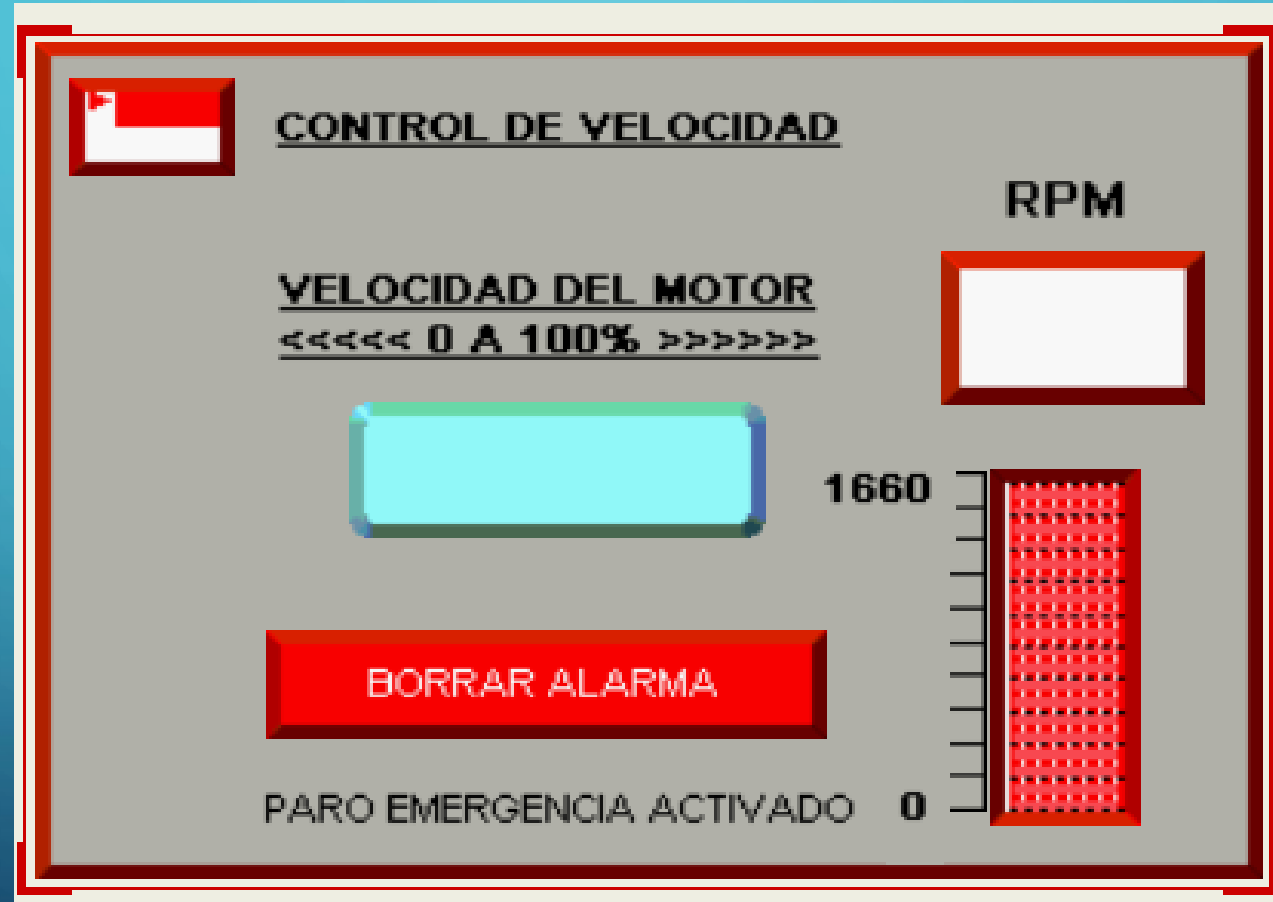 CONTROL DE VELOCIDAD
RPM
VELOCIDAD DEL MOTOR
<<<<< 0 A 100% >>>>>>
1660
BORRAR ALARMA
PARO EMERGENCIA ACTIVADO
0